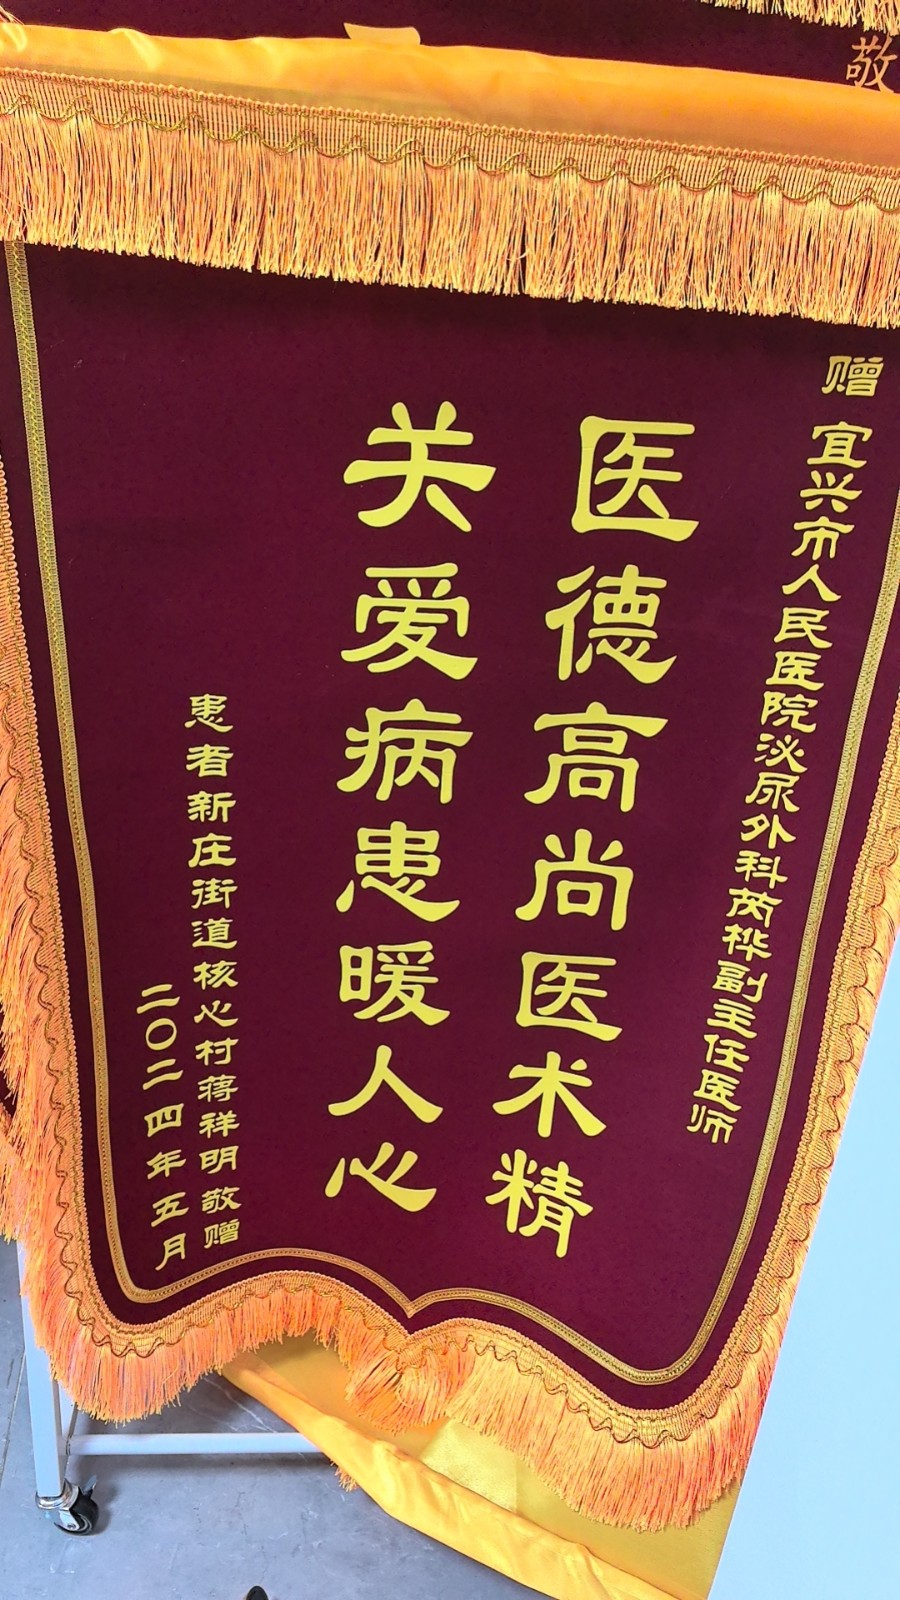 敬
赠 宜兴市人民医院泌尿外科芮桦副主任医师
医德高尚医术精
关爱病患暖人心
患者新庄街道核心村蒋祥明 敬赠
二〇二四年五月